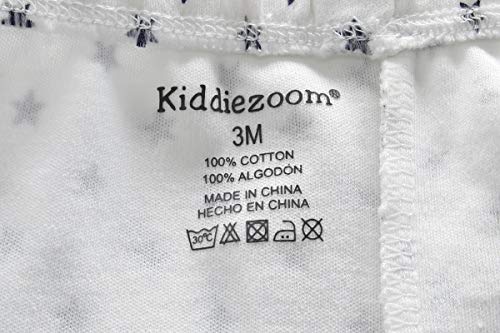 Kiddiezoom®
3M
100% COTTON
100% ALGODÓN
MADE IN CHINA
HECHO EN CHINA
30℃